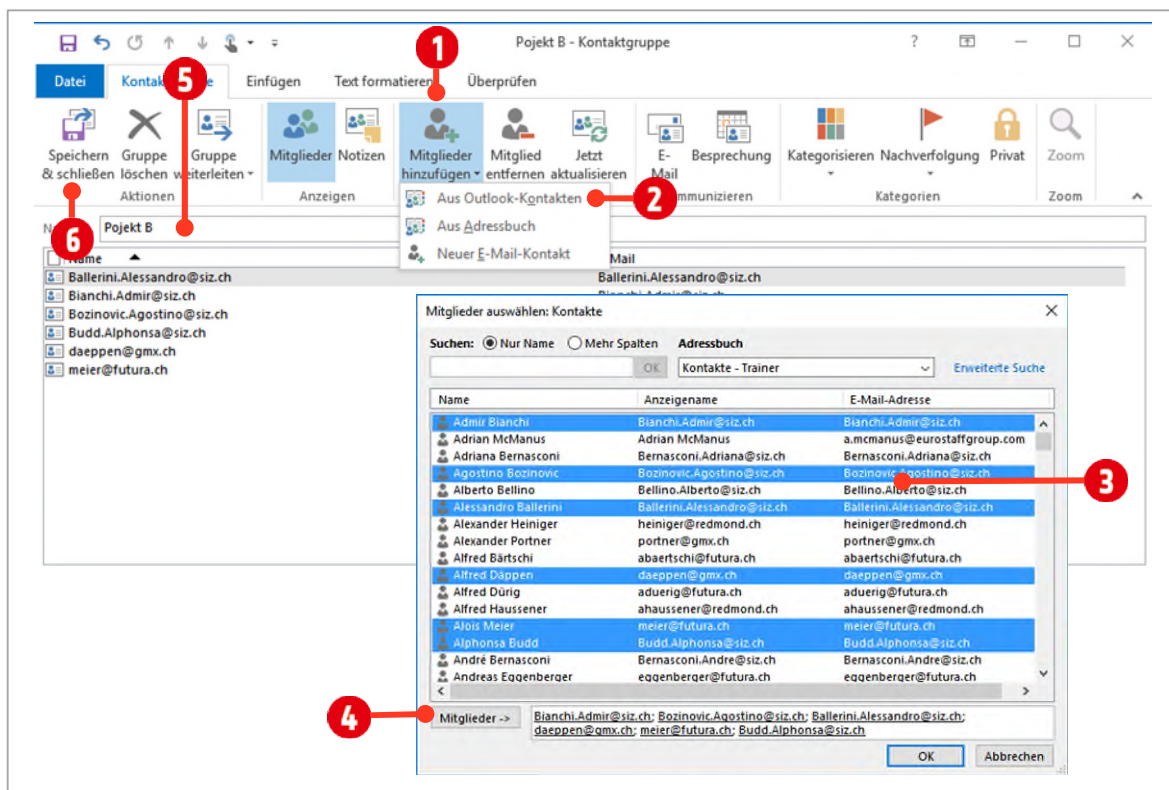 Pojekt B - Kontaktgruppe ?
1
Datei Einfügen Text formatieren Überprüfen
5
Speichern & schließen
Gruppe löschen
Gruppe weiterleiten
Aktionen
Mitglieder Notizen
Anzeigen
Mitglieder hinzufügen
Mitglied entfernen
Jetzt aktualisieren
E-Mail
Besprechung
Kategorisieren Nachverfolgung Privat
Kategorien
Zoom
Zoom
Aus Outlook-Kontakten
2
Aus Adressbuch
Neuer E-Mail-Kontakt
6
Pojekt B
Name Mail
Ballerini.Alessandro@siz.ch Ballerini.Alessandro@siz.ch
Bianchi.Admir@siz.ch
Bozinovic.Agostino@siz.ch
Budd.Alphonsa@siz.ch
daeppen@gmx.ch
meier@futura.ch
Mitglieder auswählen: Kontakte
Suchen: Nur Name Mehr Spalten Adressbuch
OK Kontakte - Trainer Erweiterte Suche
Name Anzeigename E-Mail-Adresse
Admir Bianchi Bianchi.Admir@siz.ch Bianchi.Admir@siz.ch
Adrian McManus Adrian McManus a.mcmanus@eurostaffgroup.com
Adriana Bernasconi Bernasconi.Adriana@siz.ch Bernasconi.Adriana@siz.ch
Agostino Bozinovic Bozinovic.Agostino@siz.ch Bozinovic.Agostino@siz.ch
3
Alberto Bellino Bellino.Alberto@siz.ch Bellino.Alberto@siz.ch
Alessandro Ballerini Ballerini.Alessandro@siz.ch Ballerini.Alessandro@siz.ch
Alexander Heiniger heiniger@redmond.ch heiniger@redmond.ch
Alexander Portner portner@gmx.ch portner@gmx.ch
Alfred Bärtschi abaertschi@futura.ch abaertschi@futura.ch
Alfred Däppen daeppen@gmx.ch daeppen@gmx.ch
Alfred Dürig aduerig@futura.ch aduerig@futura.ch
Alfred Haussener ahaussener@redmond.ch ahaussener@redmond.ch
Alois Meier meier@futura.ch meier@futura.ch
Alphonsa Budd Budd.Alphonsa@siz.ch Budd.Alphonsa@siz.ch
André Bernasconi Bernasconi.Andre@siz.ch Bernasconi.Andre@siz.ch
Andreas Eggenberger eggenberger@futura.ch eggenberger@futura.ch
4
Mitglieder -> Bianchi.Admir@siz.ch; Bozinovic.Agostino@siz.ch; Ballerini.Alessandro@siz.ch;
daeppen@gmx.ch; meier@futura.ch; Budd.Alphonsa@siz.ch
OK Abbrechen